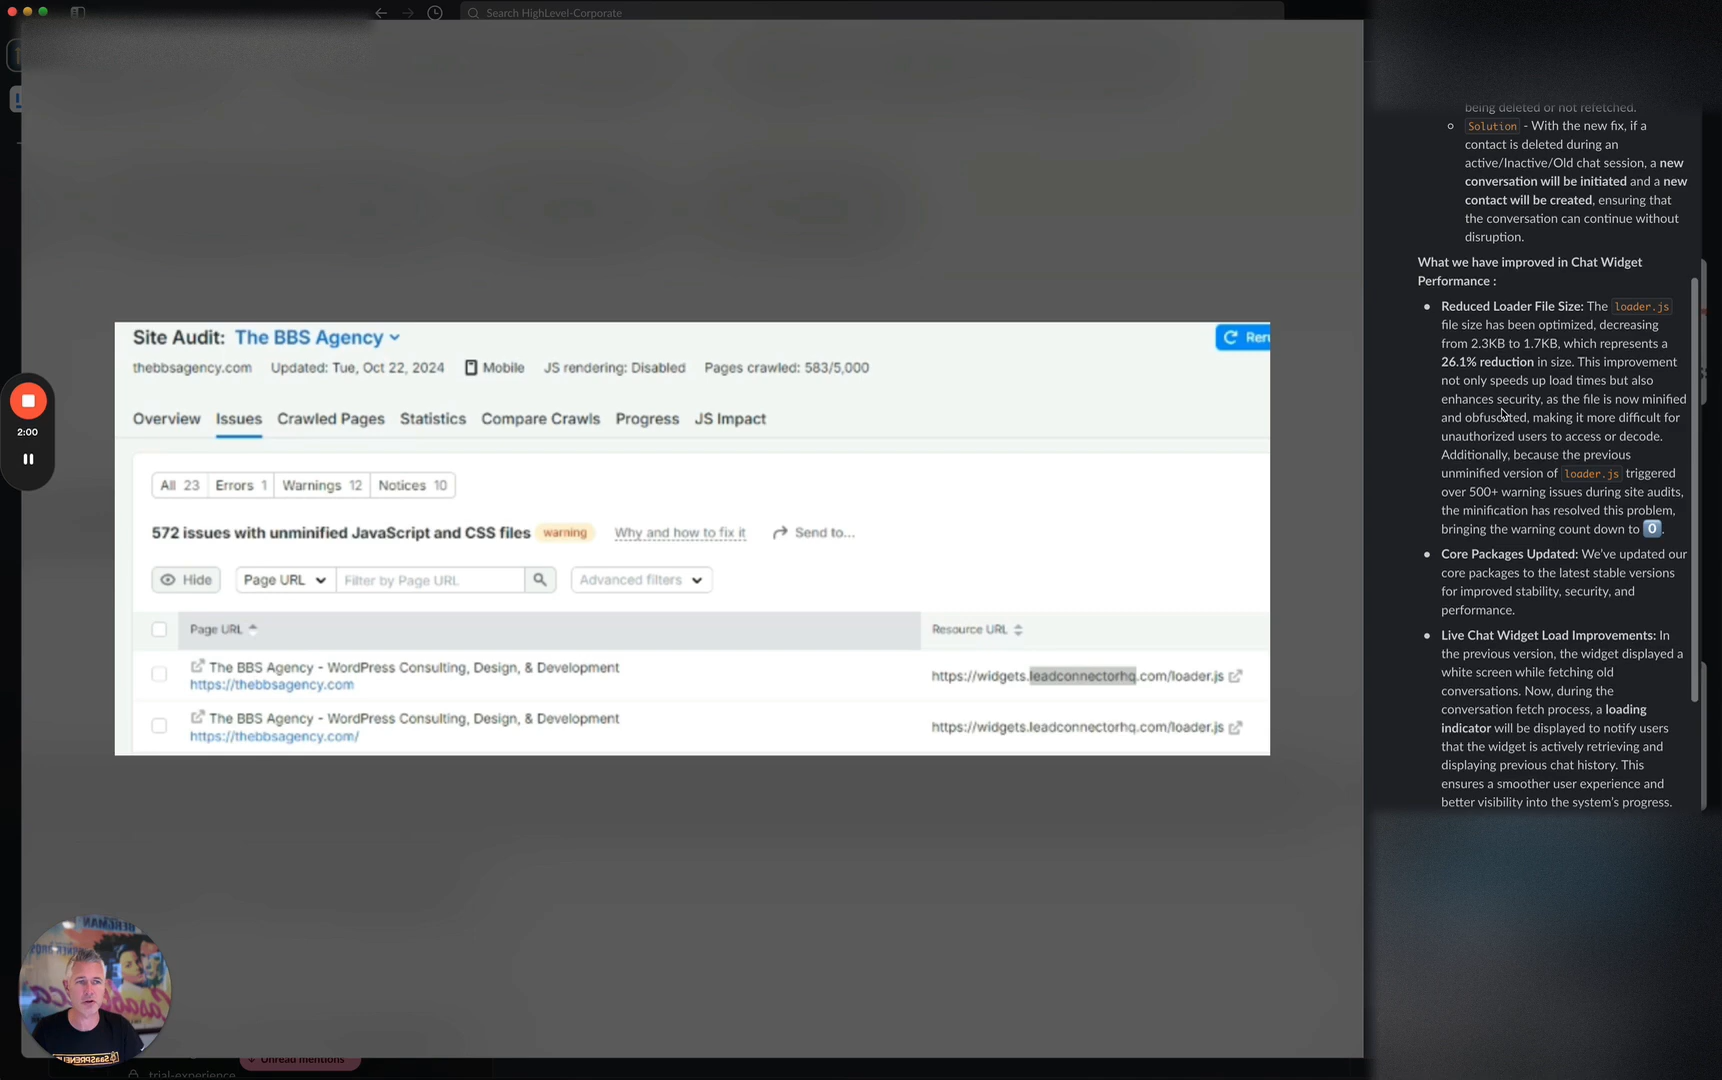 Search HighLevel-Corporate
Site Audit: The BBS Agency
Rer
thebbsagency.com Updated: Tue, Oct 22, 2024 Mobile JS rendering: Disabled Pages crawled: 583/5,000
Overview Issues Crawled Pages Statistics Compare Crawls Progress JS Impact
All 23 Errors 1 Warnings 12 Notices 10
572 issues with unminified JavaScript and CSS files warning Why and how to fix it Send to...
Hide Page URL Filter by Page URL Advanced filters
Page URL Resource URL
The BBS Agency - WordPress Consulting, Design, & Development
https://thebbsagency.com
https://widgets.leadconnectorhq.com/loader.js
The BBS Agency - WordPress Consulting, Design, & Development
https://thebbsagency.com/
https://widgets.leadconnectorhq.com/loader.js
2:00
being deleted or not refetched.
Solution - With the new fix, if a
contact is deleted during an
active/Inactive/Old chat session, a new
conversation will be initiated and a new
contact will be created, ensuring that
the conversation can continue without
disruption.
What we have improved in Chat Widget
Performance :
Reduced Loader File Size: The loader.js
file size has been optimized, decreasing
from 2.3KB to 1.7KB, which represents a
26.1% reduction in size. This improvement
not only speeds up load times but also
enhances security, as the file is now minified
and obfuscated, making it more difficult for
unauthorized users to access or decode.
Additionally, because the previous
unminified version of loader.js triggered
over 500+ warning issues during site audits,
the minification has resolved this problem,
bringing the warning count down to 0.
Core Packages Updated: We've updated our
core packages to the latest stable versions
for improved stability, security, and
performance.
Live Chat Widget Load Improvements: In
the previous version, the widget displayed a
white screen while fetching old
conversations. Now, during the
conversation fetch process, a loading
indicator will be displayed to notify users
that the widget is actively retrieving and
displaying previous chat history. This
ensures a smoother user experience and
better visibility into the system's progress.
BERGMAN
Unread mentions
trial-experience